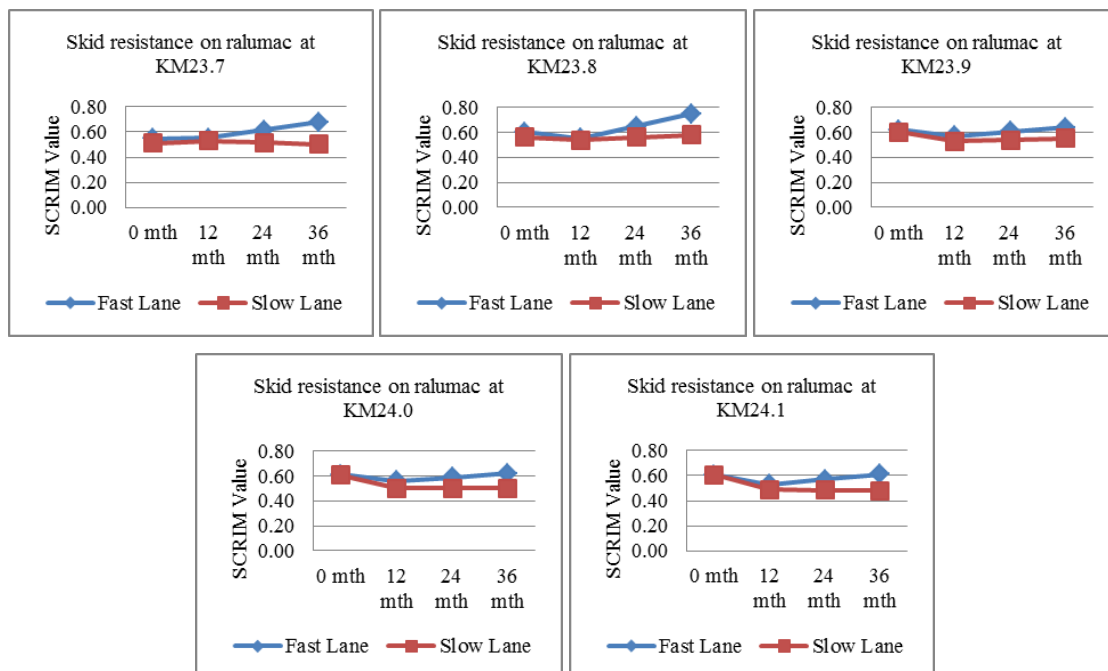 Skid resistance on ralumac at
KM23.7
SCRIM Value
0.80
0.60
0.40
0.20
0.00
0 mth
12
mth
24
mth
36
mth
Fast Lane
Slow Lane
Skid resistance on ralumac at
KM23.8
SCRIM Value
0.80
0.60
0.40
0.20
0.00
0 mth
12
mth
24
mth
36
mth
Fast Lane
Slow Lane
Skid resistance on ralumac at
KM23.9
SCRIM Value
0.80
0.60
0.40
0.20
0.00
0 mth
12
mth
24
mth
36
mth
Fast Lane
Slow Lane
Skid resistance on ralumac at
KM24.0
SCRIM Value
0.80
0.60
0.40
0.20
0.00
0 mth
12
mth
24
mth
36
mth
Fast Lane
Slow Lane
Skid resistance on ralumac at
KM24.1
SCRIM Value
0.80
0.60
0.40
0.20
0.00
0 mth
12
mth
24
mth
36
mth
Fast Lane
Slow Lane